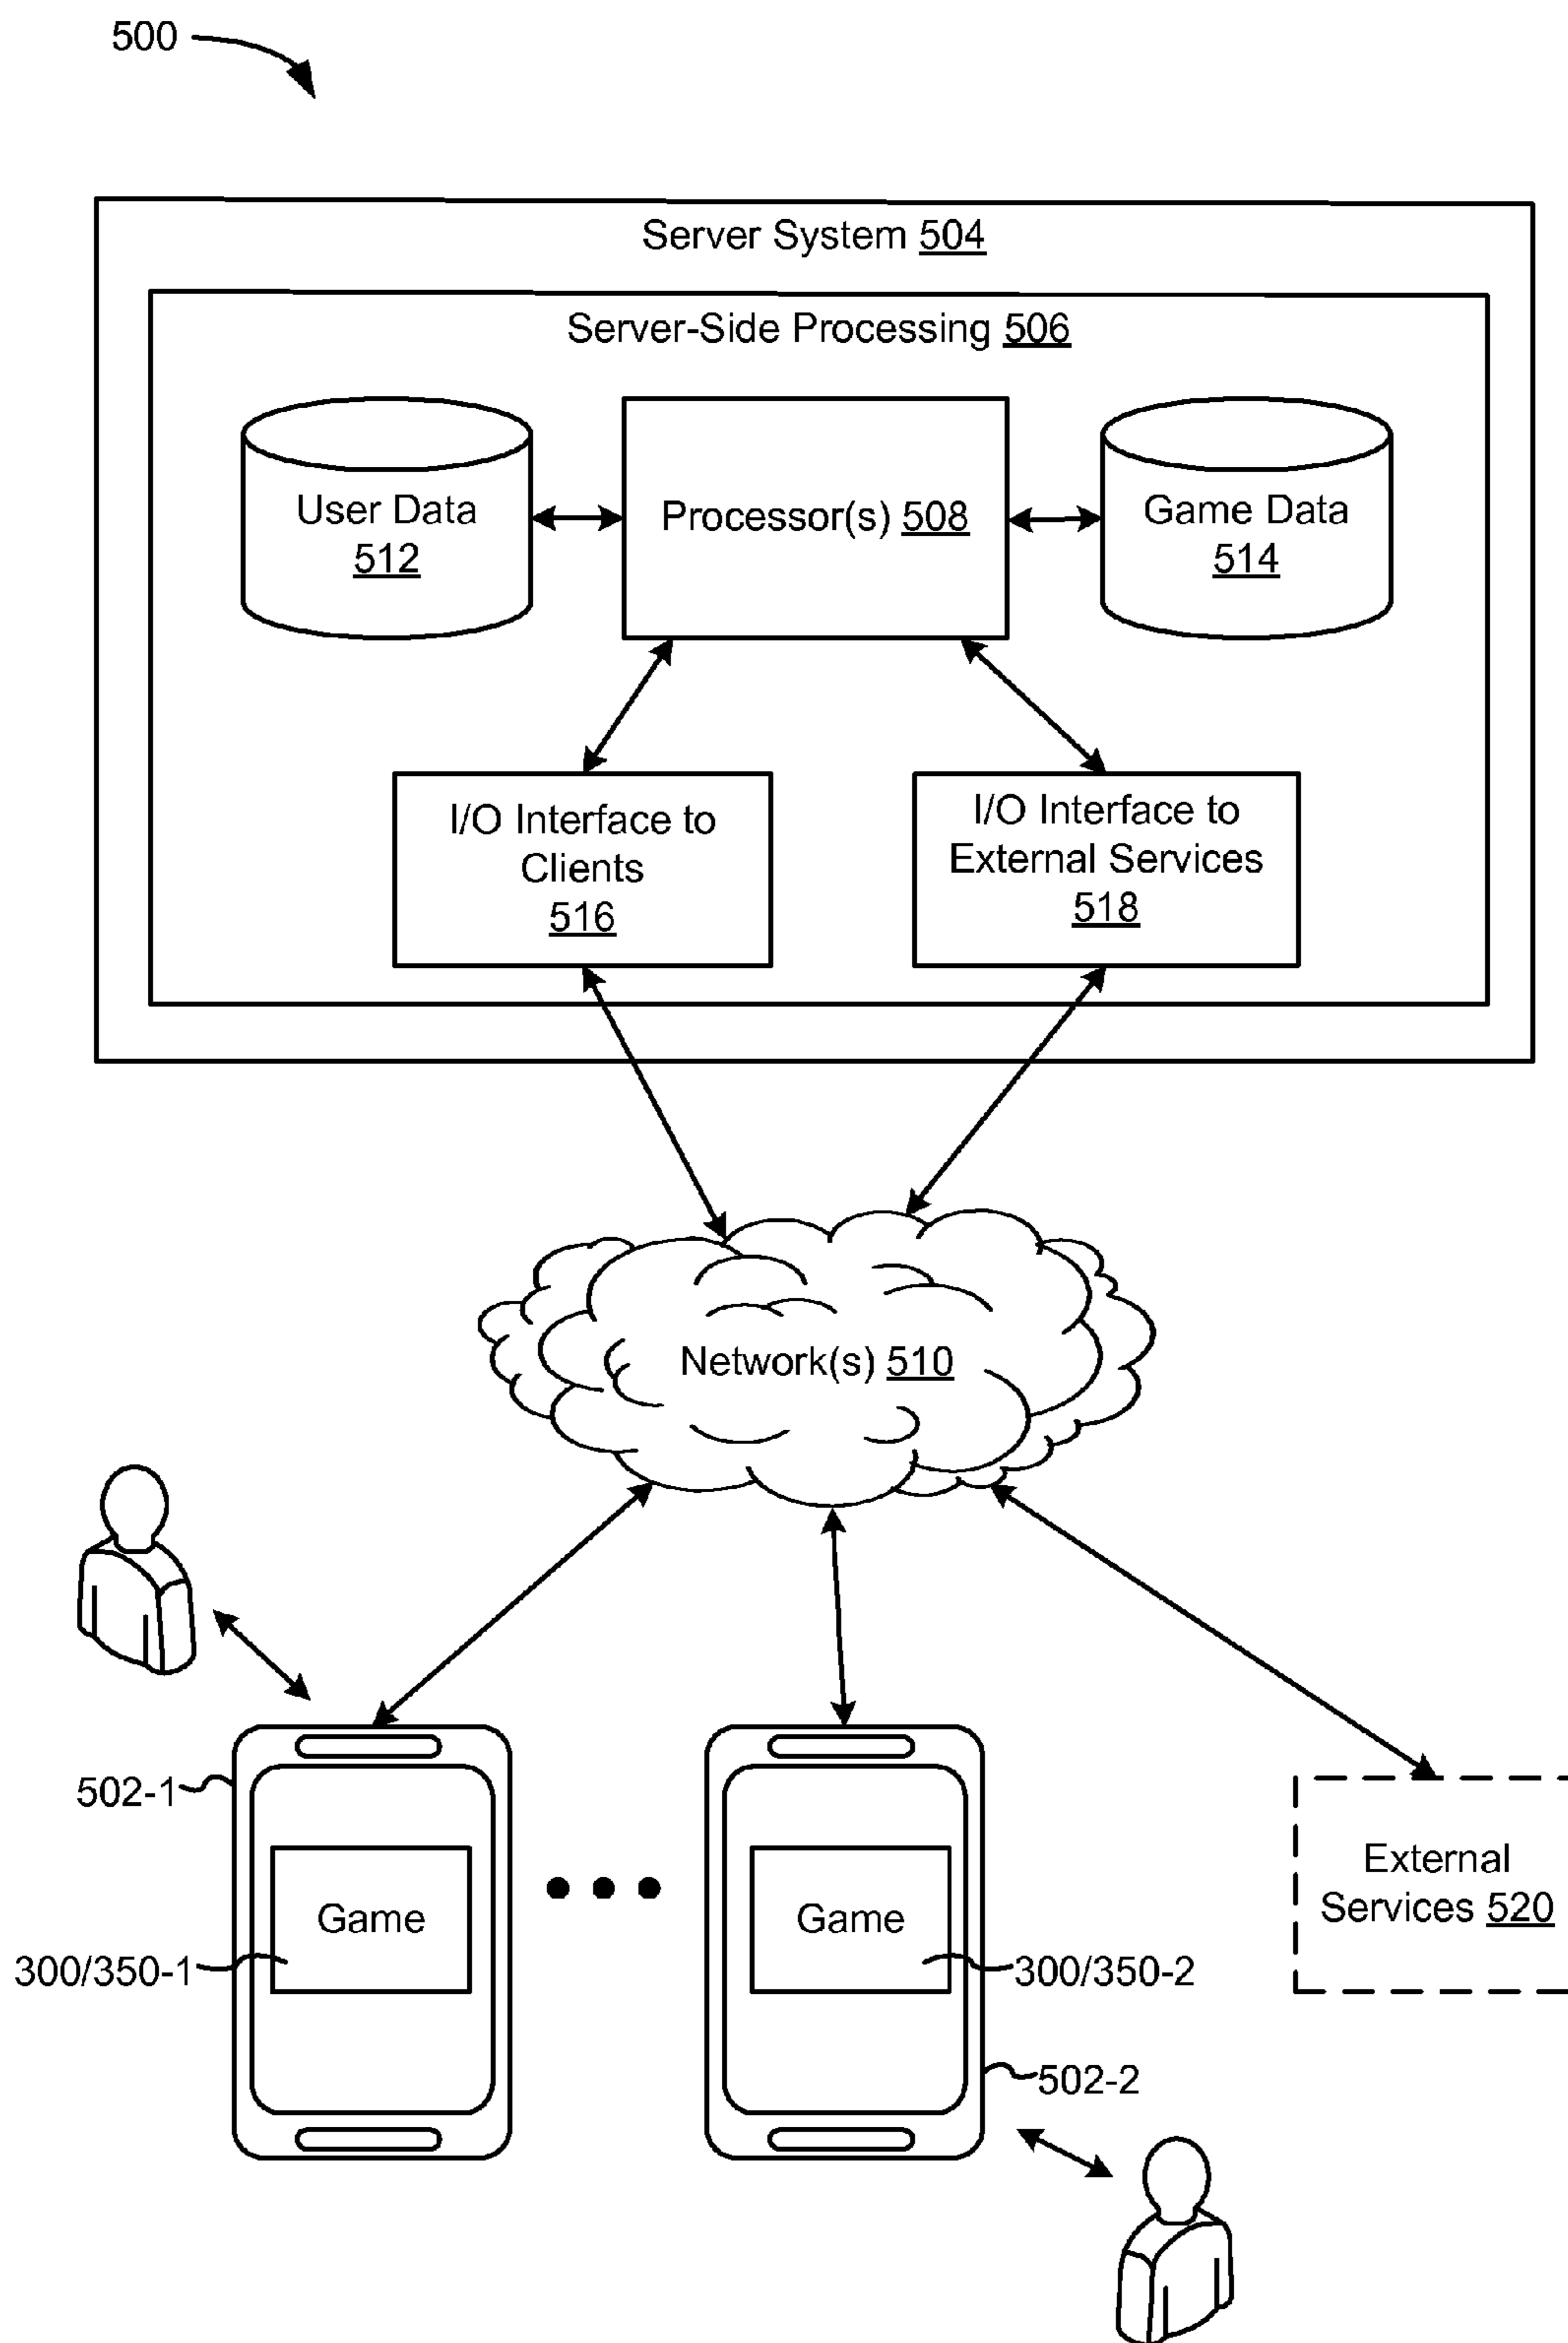 500
Server System 504
Server-Side Processing 506
User Data
512
Processor(s) 508
Game Data
514
I/O Interface to
Clients
516
I/O Interface to
External Services
518
Network(s) 510
502-1
Game
300/350-1
Game
300/350-2
502-2
External
Services 520